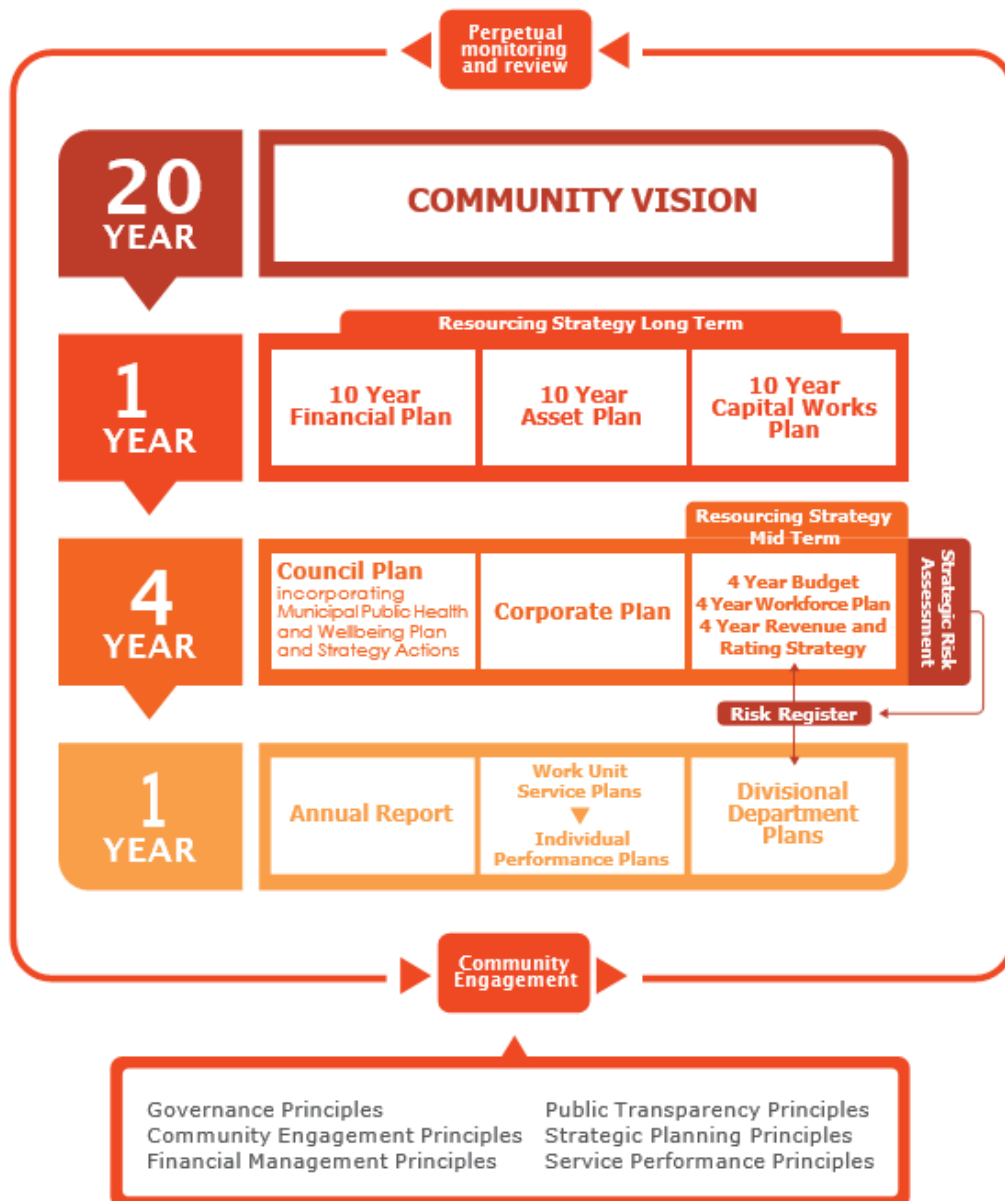 Perpetual
monitoring
and review
20
YEAR
COMMUNITY VISION
Resourcing Strategy Long Term
1
YEAR
10 Year
Financial Plan
10 Year
Asset Plan
10 Year
Capital Works
Plan
Resourcing Strategy
Mid Term
4
YEAR
Council Plan
incorporating
Municipal Public Health
and Wellbeing Plan
and Strategy Actions
Corporate Plan
4 Year Budget
4 Year Workforce Plan
4 Year Revenue and
Rating Strategy
Strategic Risk
Assessment
Risk Register
1
YEAR
Annual Report
Work Unit
Service Plans
Individual
Performance Plans
Divisional
Department
Plans
Community
Engagement
Governance Principles
Community Engagement Principles
Financial Management Principles
Public Transparency Principles
Strategic Planning Principles
Service Performance Principles